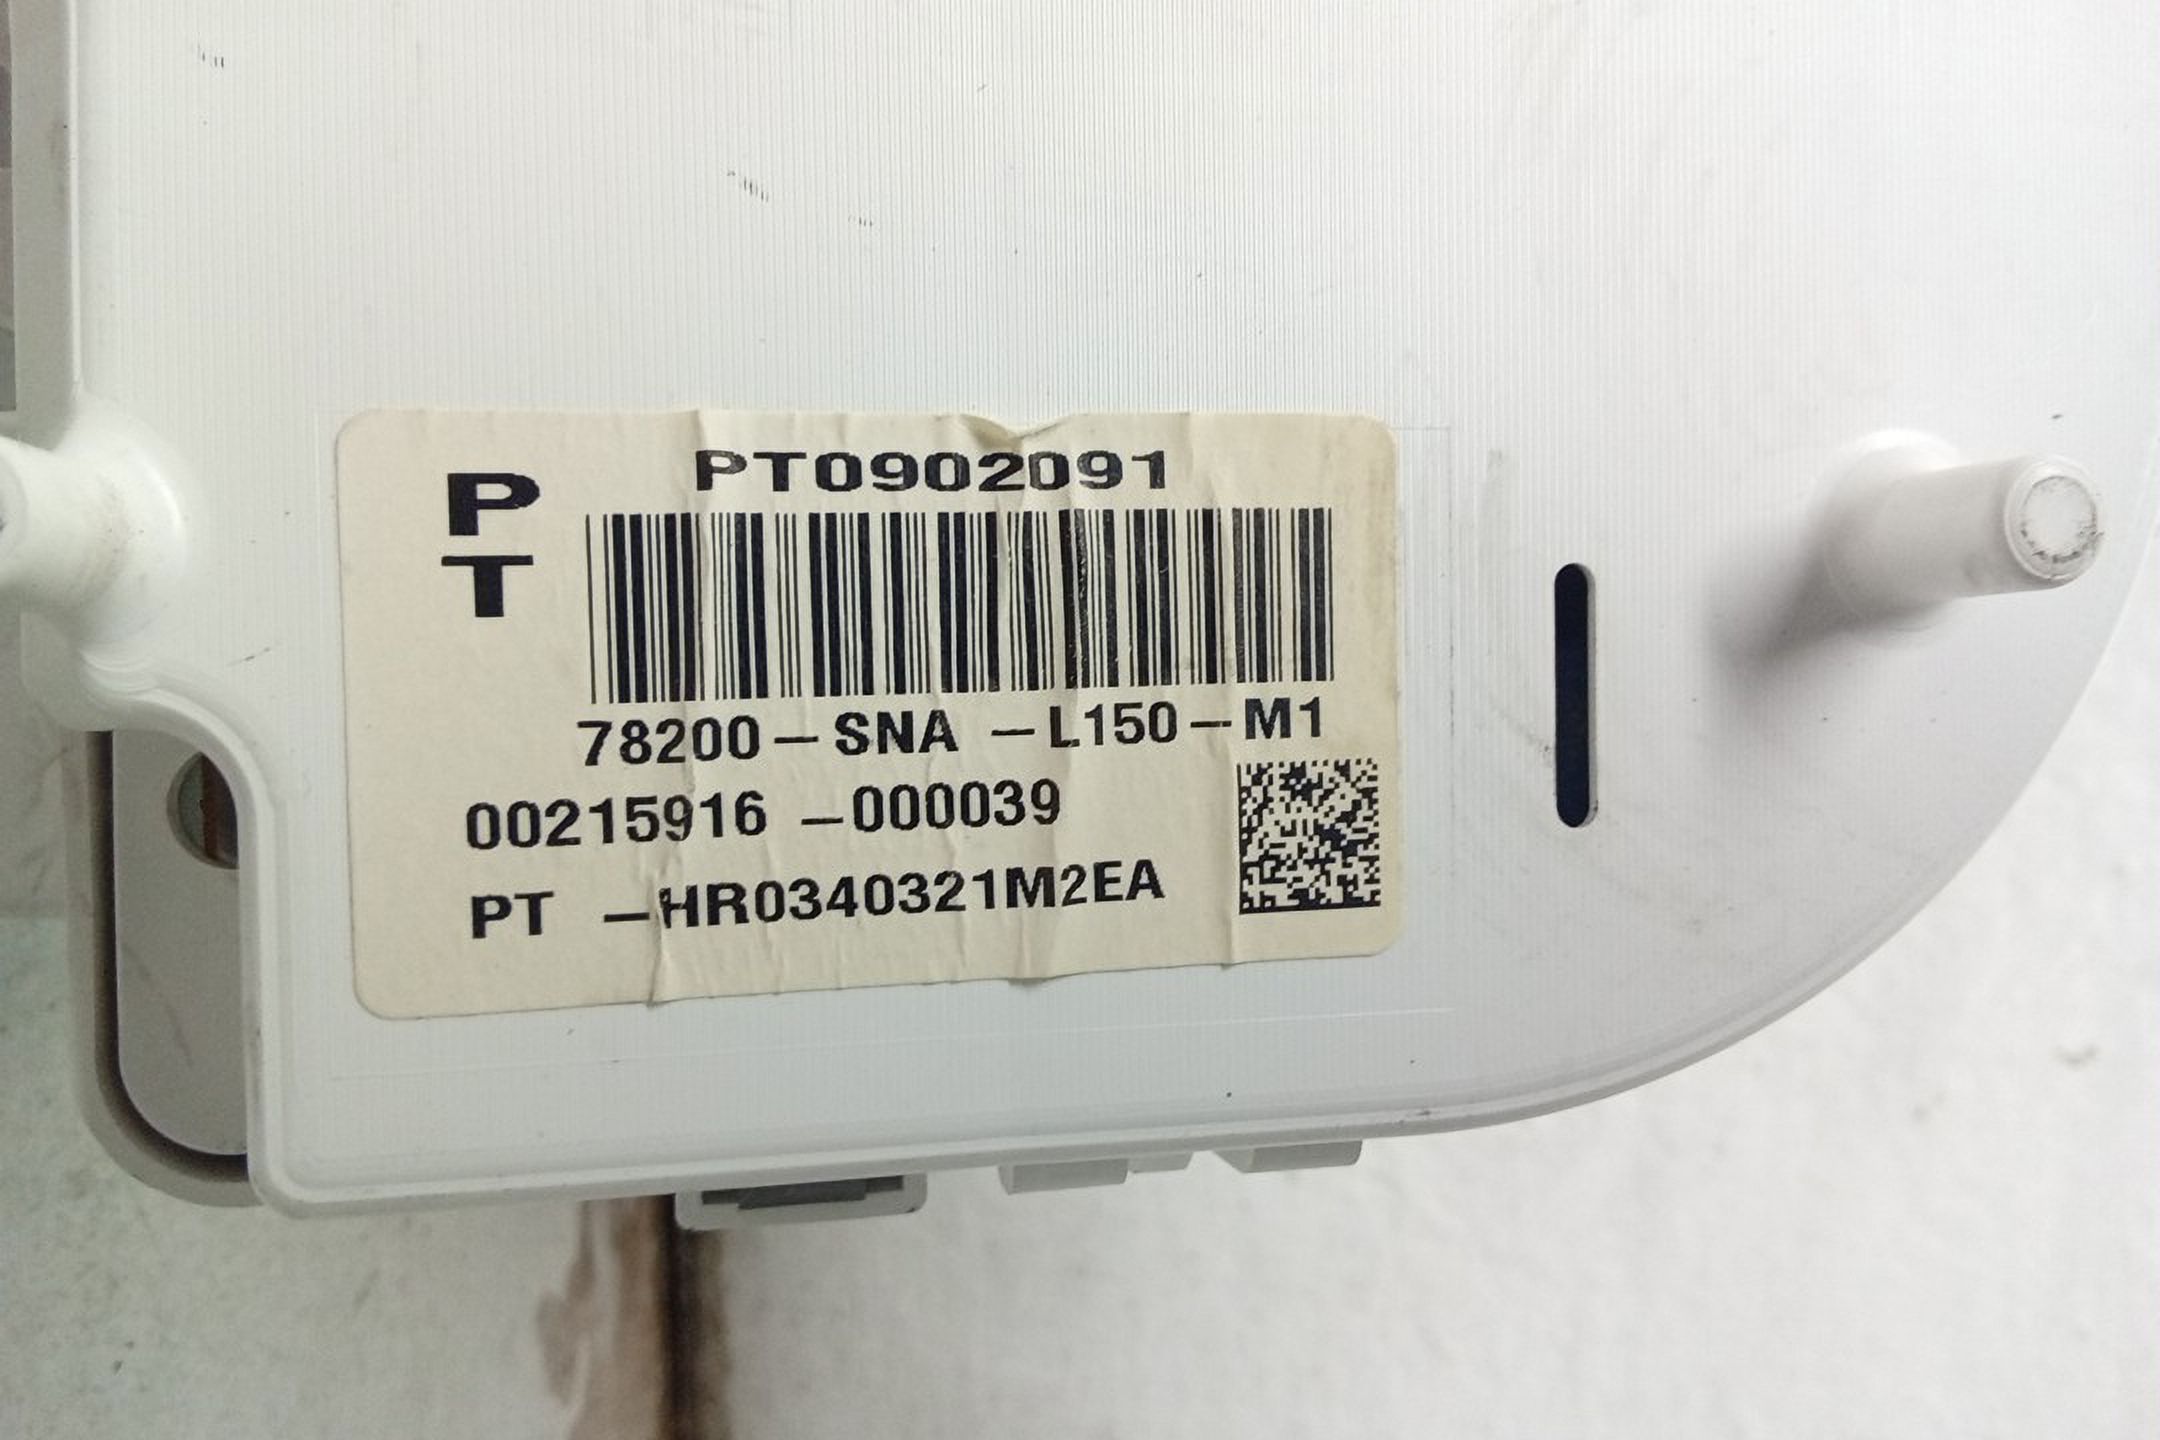 PT0902091
P
T
78200-SNA -L150-M1
00215916 -000039
PT -HR0340321M2EA